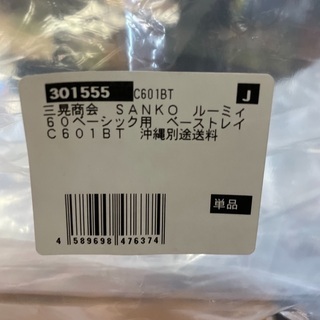 301555 C601BT J
三晃商会 SANKO ルーミィ
60ベーシック用 ベーストレイ
C601BT 沖縄別途送料
単品
4 589698 476374